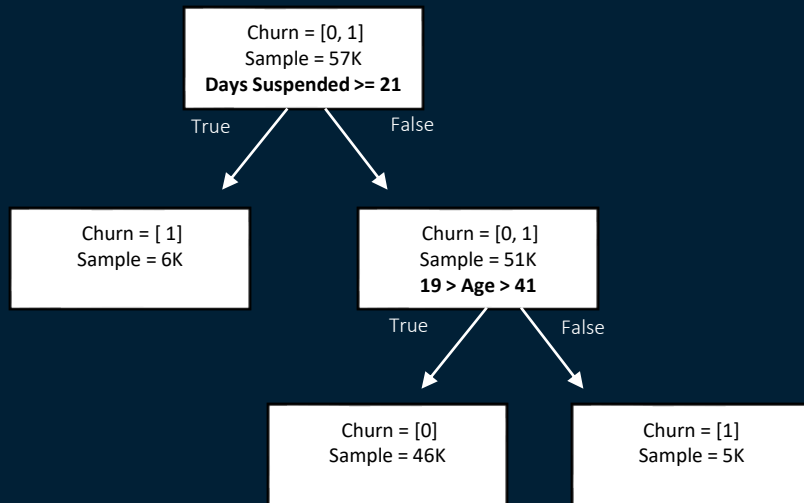 Churn = [0, 1]
Sample = 57K
Days Suspended >= 21
True
False
Churn = [ 1]
Sample = 6K
Churn = [0, 1]
Sample = 51K
19 > Age > 41
True
False
Churn = [0]
Sample = 46K
Churn = [1]
Sample = 5K